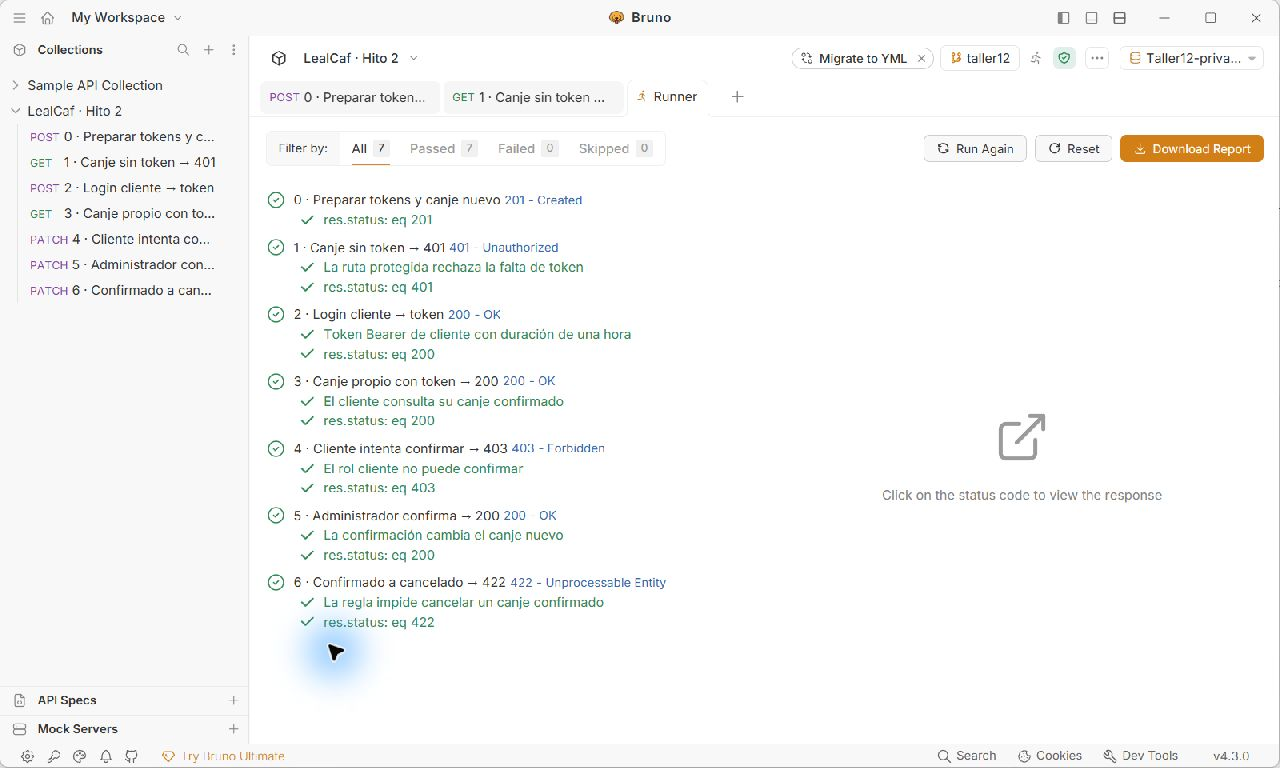 My Workspace
Bruno
Collections
LealCaf · Hito 2
Migrate to YML
taller12
Taller12-priva...
Sample API Collection
LealCaf · Hito 2
POST 0 · Preparar tokens y c...
GET 1 · Canje sin token → 401
POST 2 · Login cliente → token
GET 3 · Canje propio con to...
PATCH 4 · Cliente intenta co...
PATCH 5 · Administrador con...
PATCH 6 · Confirmado a can...
POST 0 · Preparar token...
GET 1 · Canje sin token ...
Runner
Filter by:
All 7
Passed 7
Failed 0
Skipped 0
Run Again
Reset
Download Report
0 · Preparar tokens y canje nuevo 201 - Created
res.status: eq 201
1 · Canje sin token → 401 401 - Unauthorized
La ruta protegida rechaza la falta de token
res.status: eq 401
2 · Login cliente → token 200 - OK
Token Bearer de cliente con duración de una hora
res.status: eq 200
3 · Canje propio con token → 200 200 - OK
El cliente consulta su canje confirmado
res.status: eq 200
4 · Cliente intenta confirmar → 403 403 - Forbidden
El rol cliente no puede confirmar
res.status: eq 403
5 · Administrador confirma → 200 200 - OK
La confirmación cambia el canje nuevo
res.status: eq 200
6 · Confirmado a cancelado → 422 422 - Unprocessable Entity
La regla impide cancelar un canje confirmado
res.status: eq 422
Click on the status code to view the response
API Specs
Mock Servers
Try Bruno Ultimate
Search
Cookies
Dev Tools
v4.3.0